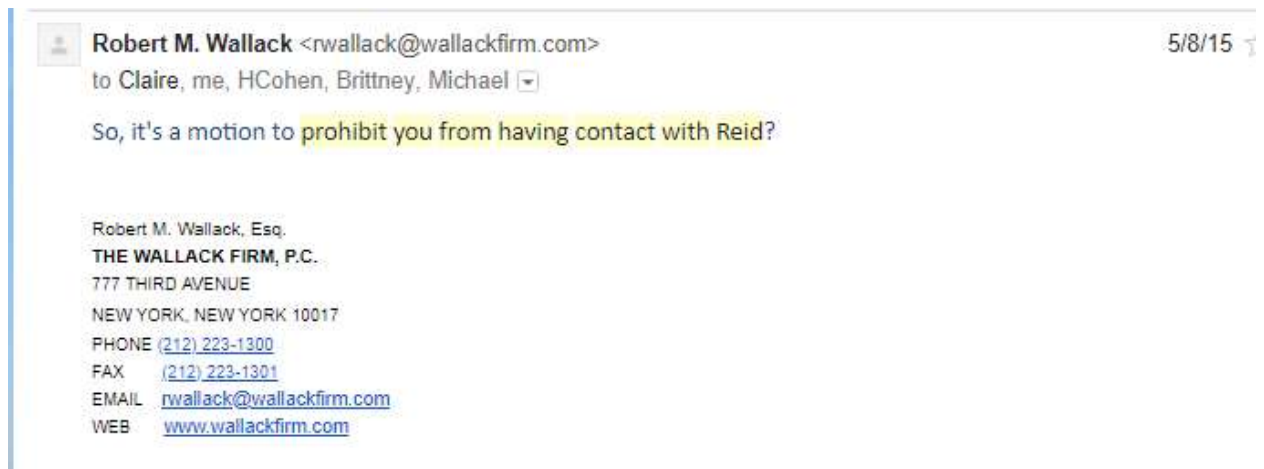 Robert M. Wallack <rwallack@wallackfirm.com> 5/8/15
to Claire, me, HCohen, Brittney, Michael
So, it's a motion to prohibit you from having contact with Reid?
Robert M. Wallack, Esq.
THE WALLACK FIRM, P.C.
777 THIRD AVENUE
NEW YORK, NEW YORK 10017
PHONE (212) 223-1300
FAX (212) 223-1301
EMAIL rwallack@wallackfirm.com
WEB www.wallackfirm.com